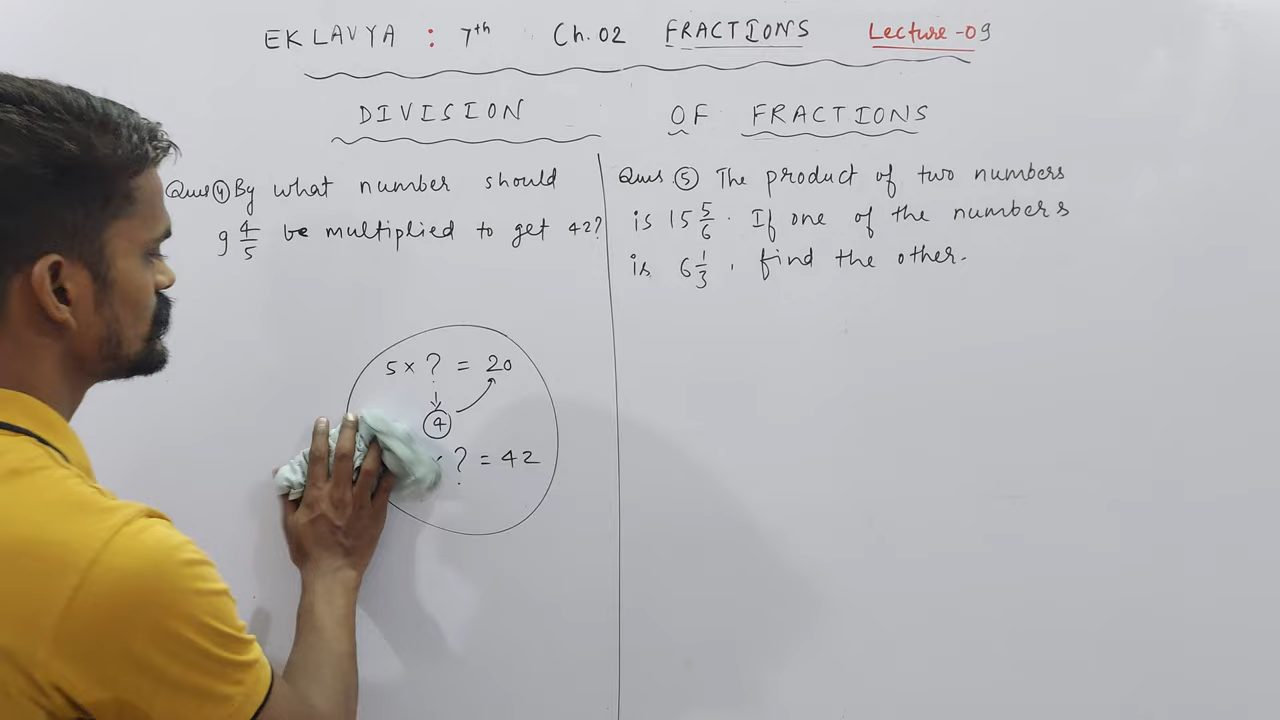 EKLAVYA : 7th Ch. 02 FRACTIONS Lecture-09
DIVISION OF FRACTIONS
Ques ④ By what number should
9 4/5 be multiplied to get 42?
5 × ? = 20
④
? = 42
Ques. ⑤ The product of two numbers
is 15 5/6. If one of the numbers
is 6 1/3, find the other.